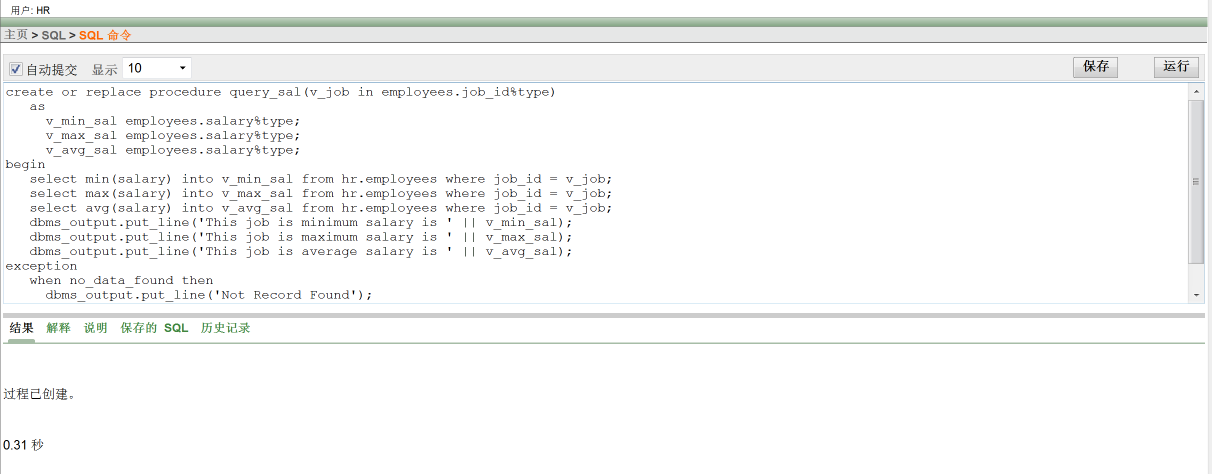 用户: HR
主页 > SQL > SQL 命令
自动提交 显示 10 保存 运行
create or replace procedure query_sal(v_job in employees.job_id%type)
as
v_min_sal employees.salary%type;
v_max_sal employees.salary%type;
v_avg_sal employees.salary%type;
begin
select min(salary) into v_min_sal from hr.employees where job_id = v_job;
select max(salary) into v_max_sal from hr.employees where job_id = v_job;
select avg(salary) into v_avg_sal from hr.employees where job_id = v_job;
dbms_output.put_line('This job is minimum salary is ' || v_min_sal);
dbms_output.put_line('This job is maximum salary is ' || v_max_sal);
dbms_output.put_line('This job is average salary is ' || v_avg_sal);
exception
when no_data_found then
dbms_output.put_line('Not Record Found');
结果 解释 说明 保存的 SQL 历史记录
过程已创建。
0.31 秒